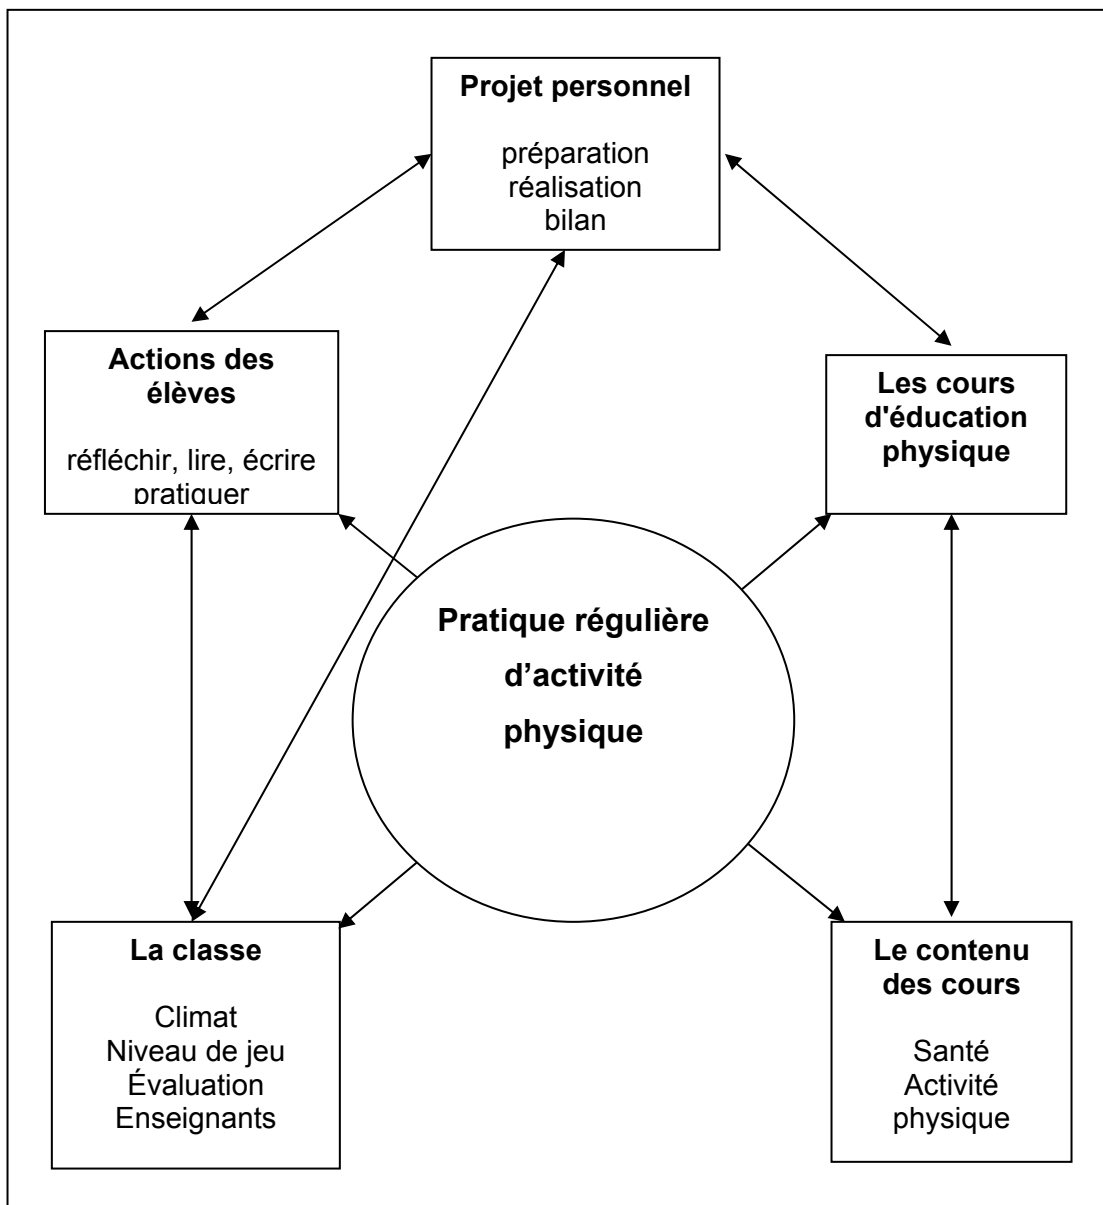 Projet personnel
préparation
réalisation
bilan
Actions des
élèves
réfléchir, lire, écrire
pratiquer
Les cours
d'éducation
physique
Pratique régulière
d’activité
physique
La classe
Climat
Niveau de jeu
Évaluation
Enseignants
Le contenu
des cours
Santé
Activité
physique